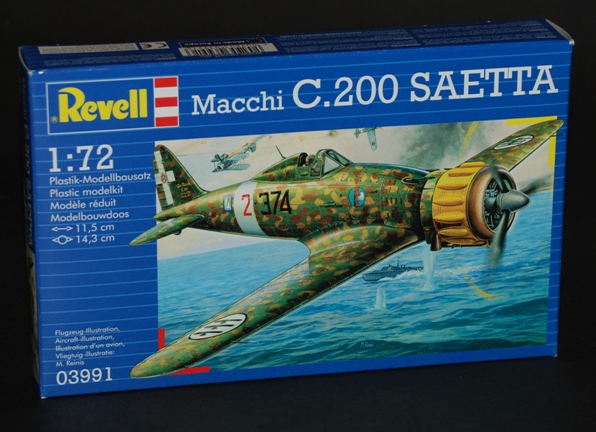 Revell
Macchi C.200 SAETTA
1:72
Plastik-Modellbausatz
Plastic modelkit
Modèle réduit
Modelbouwdoos
11,5 cm
14,3 cm
2 374
Flugzeug-Illustration,
Aircraft-illustration,
Illustration d'un avion,
Vliegtuig-illustratie:
M. Reinis
03991